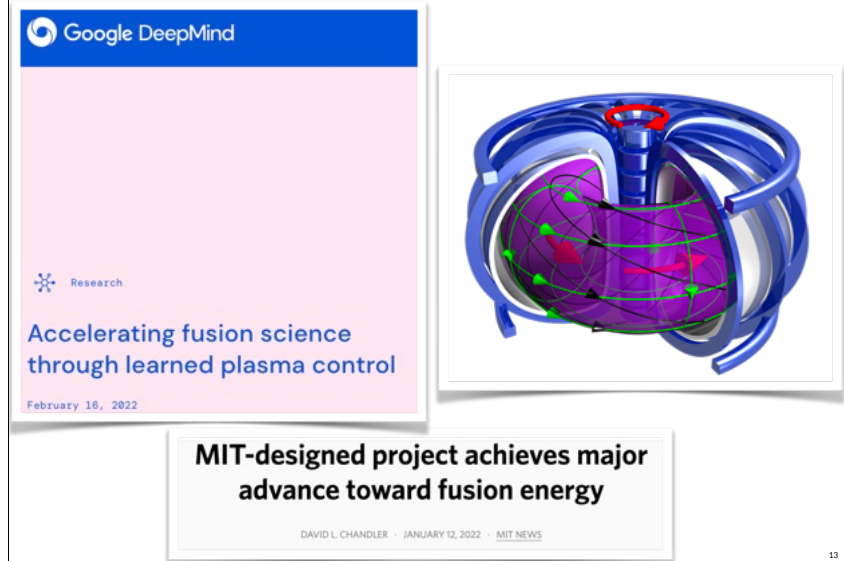 Google DeepMind
Research
Accelerating fusion science
through learned plasma control
February 16, 2022
MIT-designed project achieves major
advance toward fusion energy
DAVID L. CHANDLER · JANUARY 12, 2022 · MIT NEWS
13